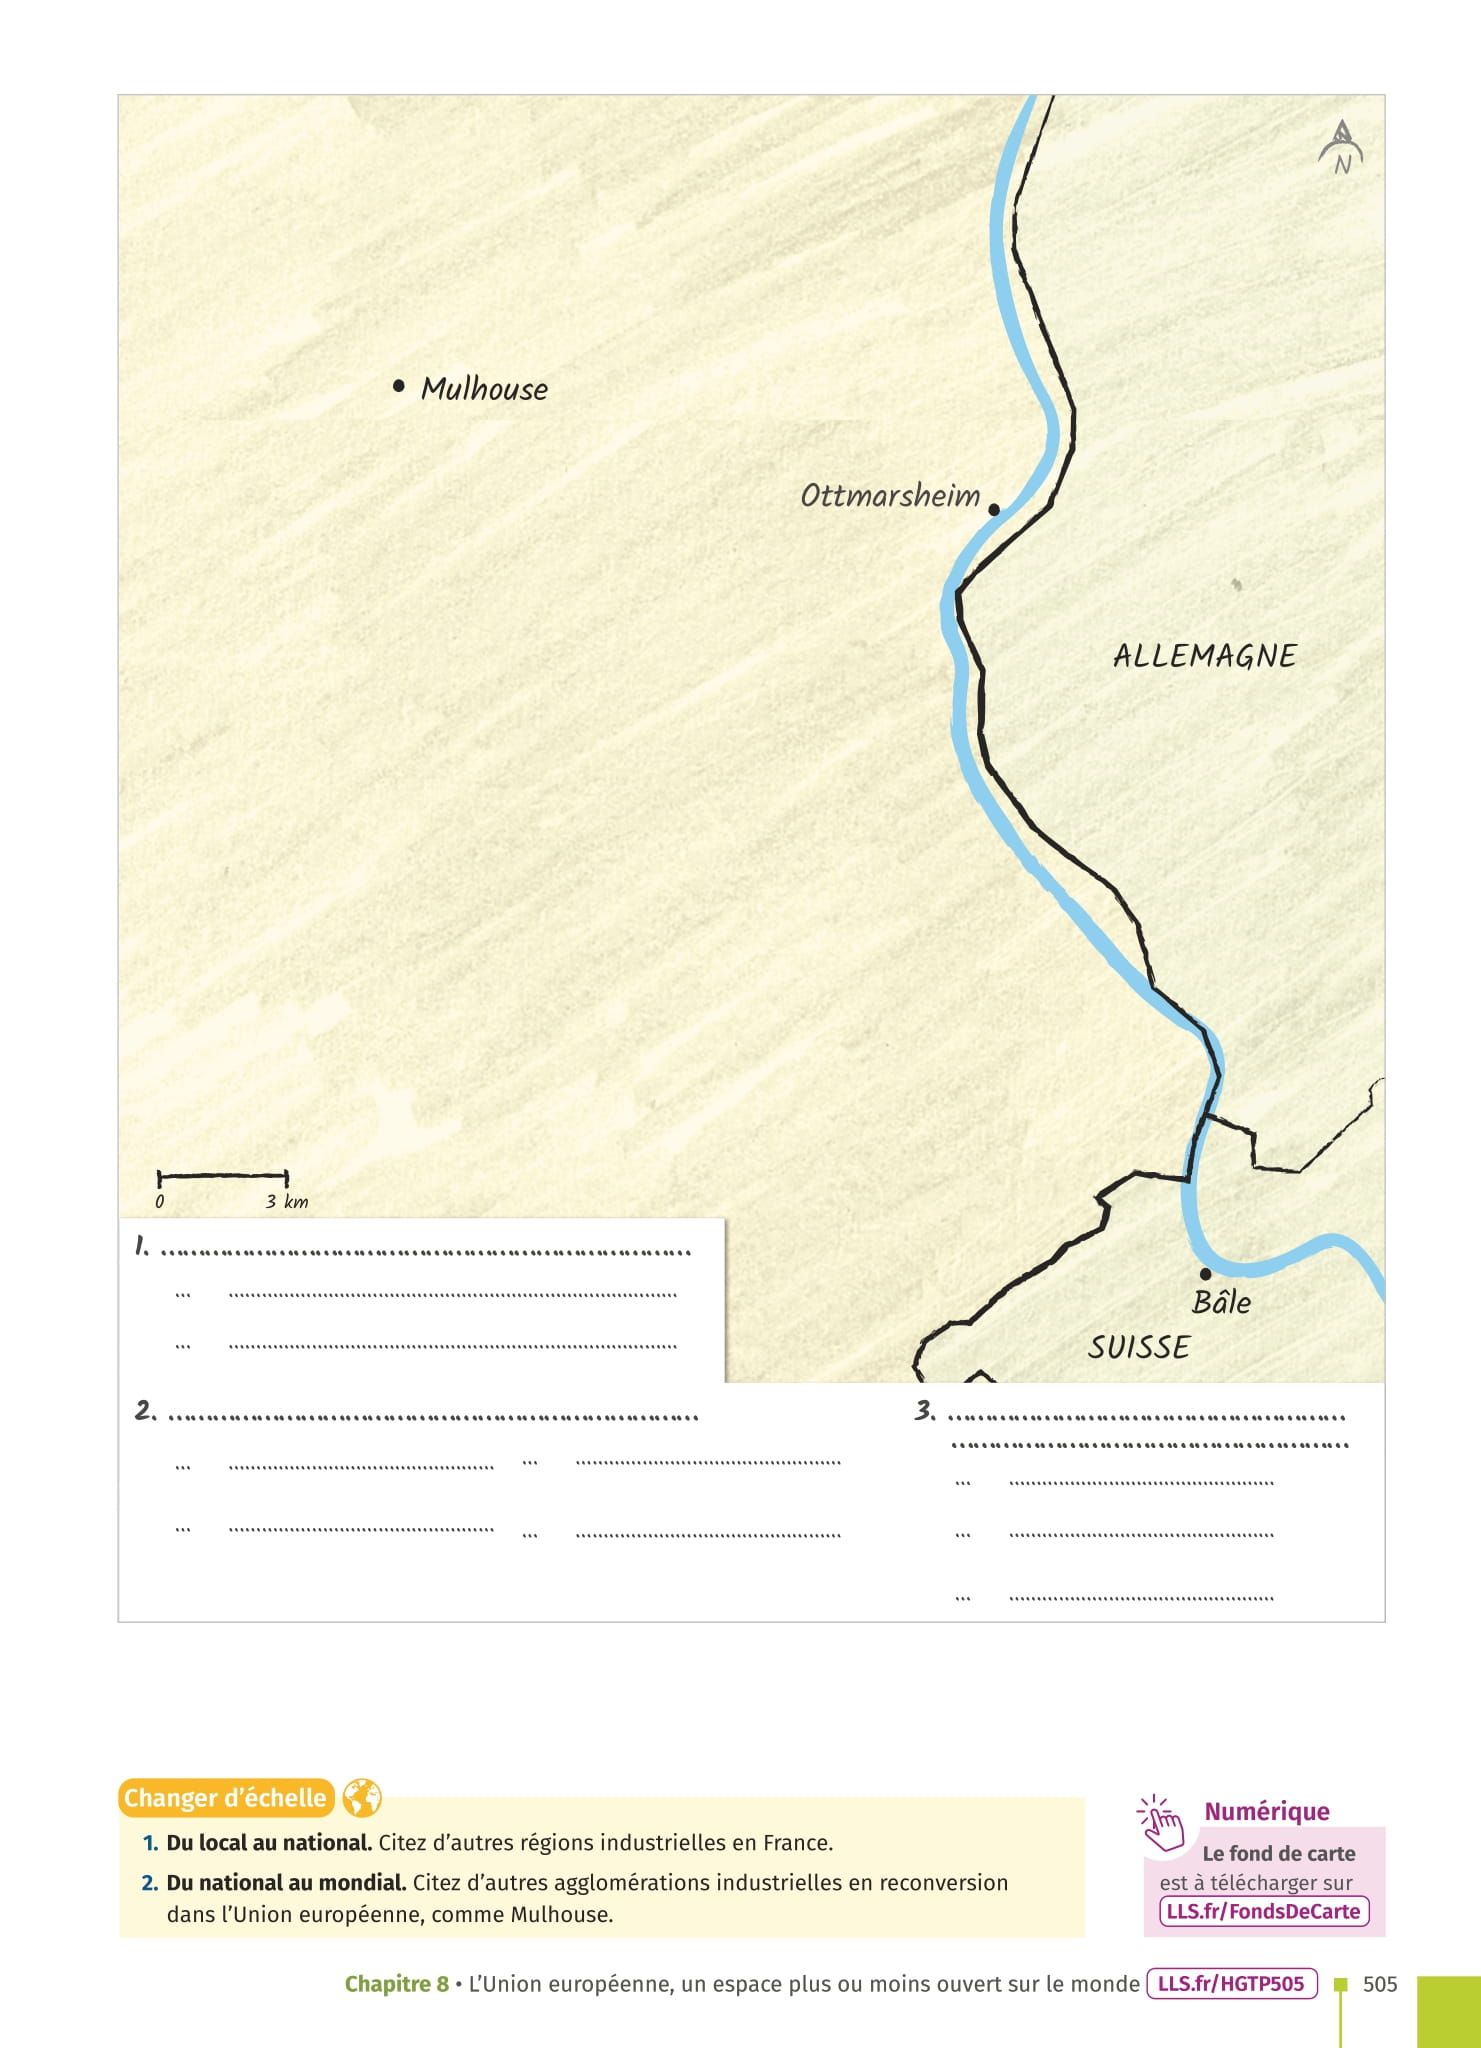 N
Mulhouse
Ottmarsheim
ALLEMAGNE
0 3 km
Bâle
SUISSE
1. ................................................................
... ................................................................
... ................................................................
2. ................................................................
... ........................................
... ........................................
... ........................................
... ........................................
3. ................................................
................................................
... ........................................
... ........................................
... ........................................
Changer d'échelle
1. Du local au national. Citez d'autres régions industrielles en France.
2. Du national au mondial. Citez d'autres agglomérations industrielles en reconversion
dans l'Union européenne, comme Mulhouse.
Numérique
Le fond de carte
est à télécharger sur
LLS.fr/FondsDeCarte
Chapitre 8 • L'Union européenne, un espace plus ou moins ouvert sur le monde LLS.fr/HGTP505 505